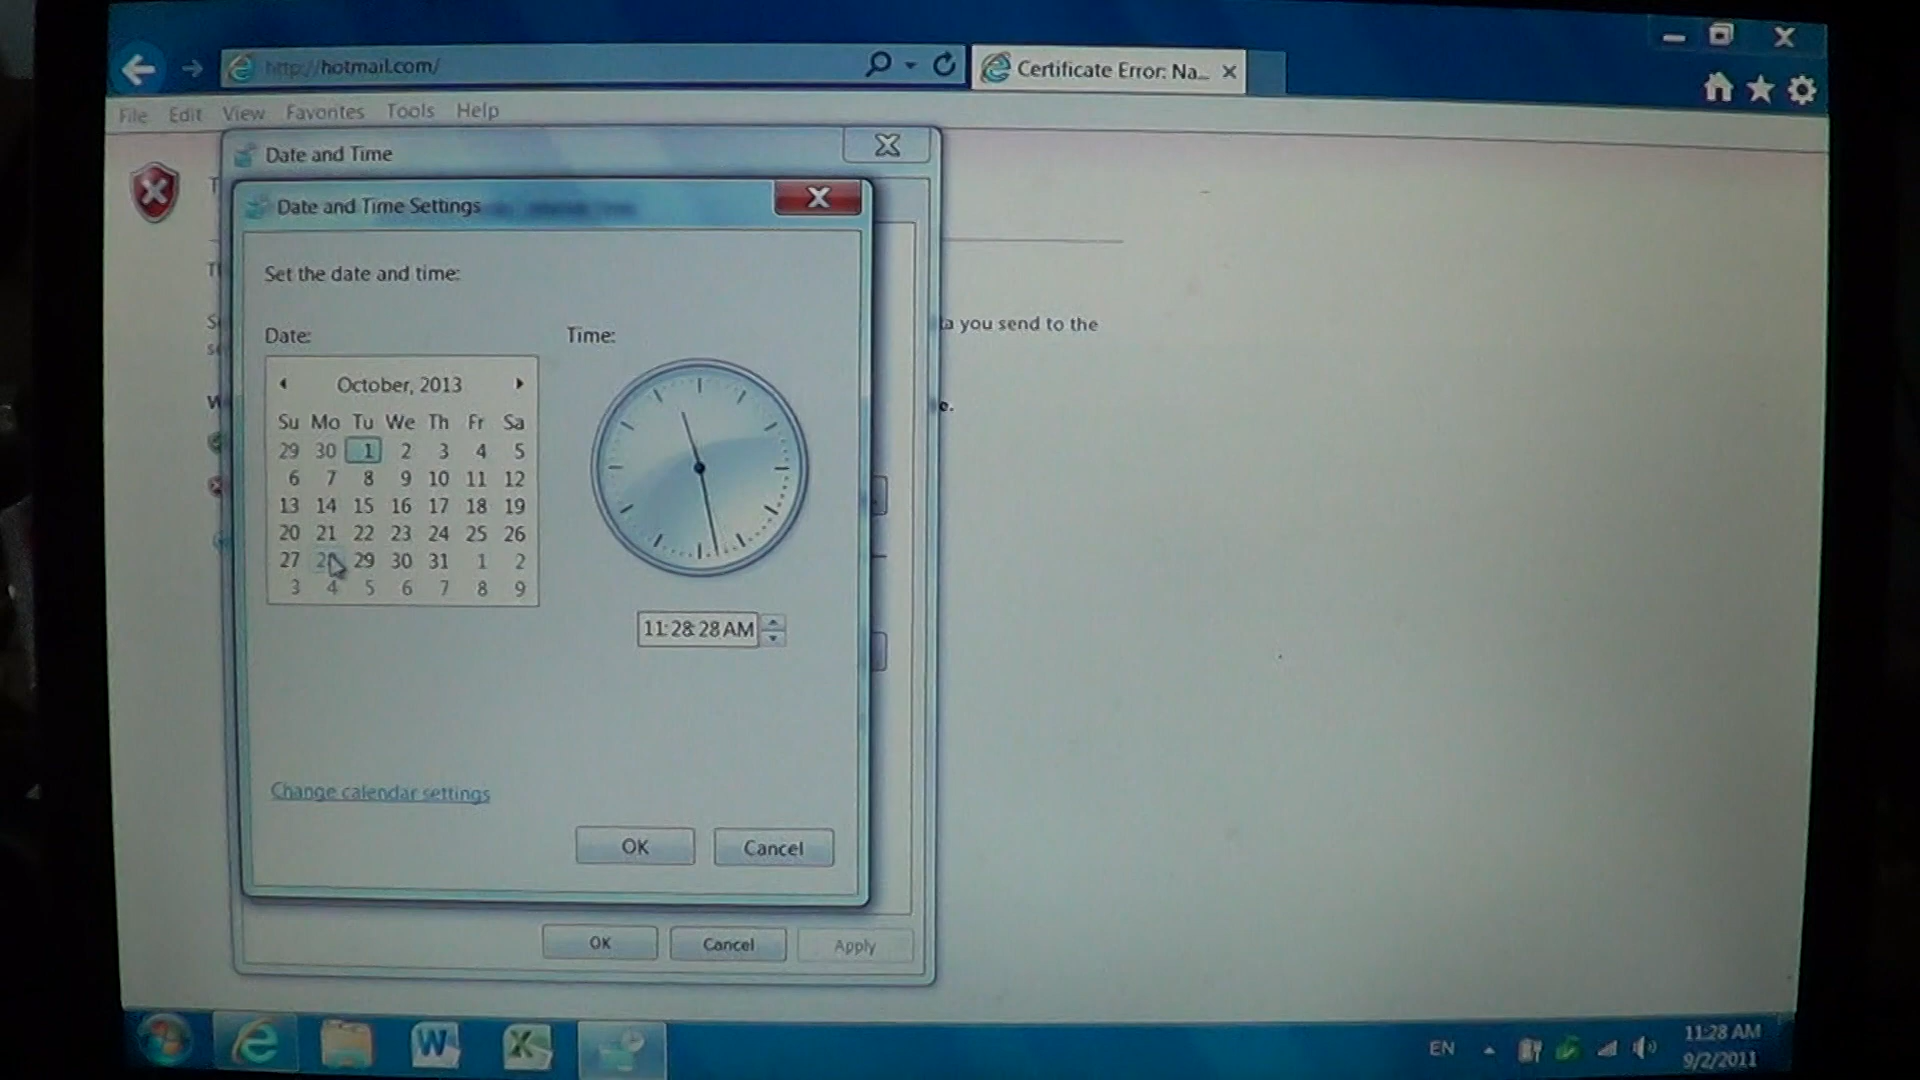 http://hotmail.com/
Certificate Error: Na...
File Edit View Favorites Tools Help
Date and Time
Date and Time Settings
Set the date and time:
Date:
Time:
October, 2013
Su Mo Tu We Th Fr Sa
29 30 1 2 3 4 5
6 7 8 9 10 11 12
13 14 15 16 17 18 19
20 21 22 23 24 25 26
27 28 29 30 31 1 2
3 4 5 6 7 8 9
11:28:28 AM
Change calendar settings
OK Cancel
OK Cancel Apply
you send to the
EN
11:28 AM
9/2/2011